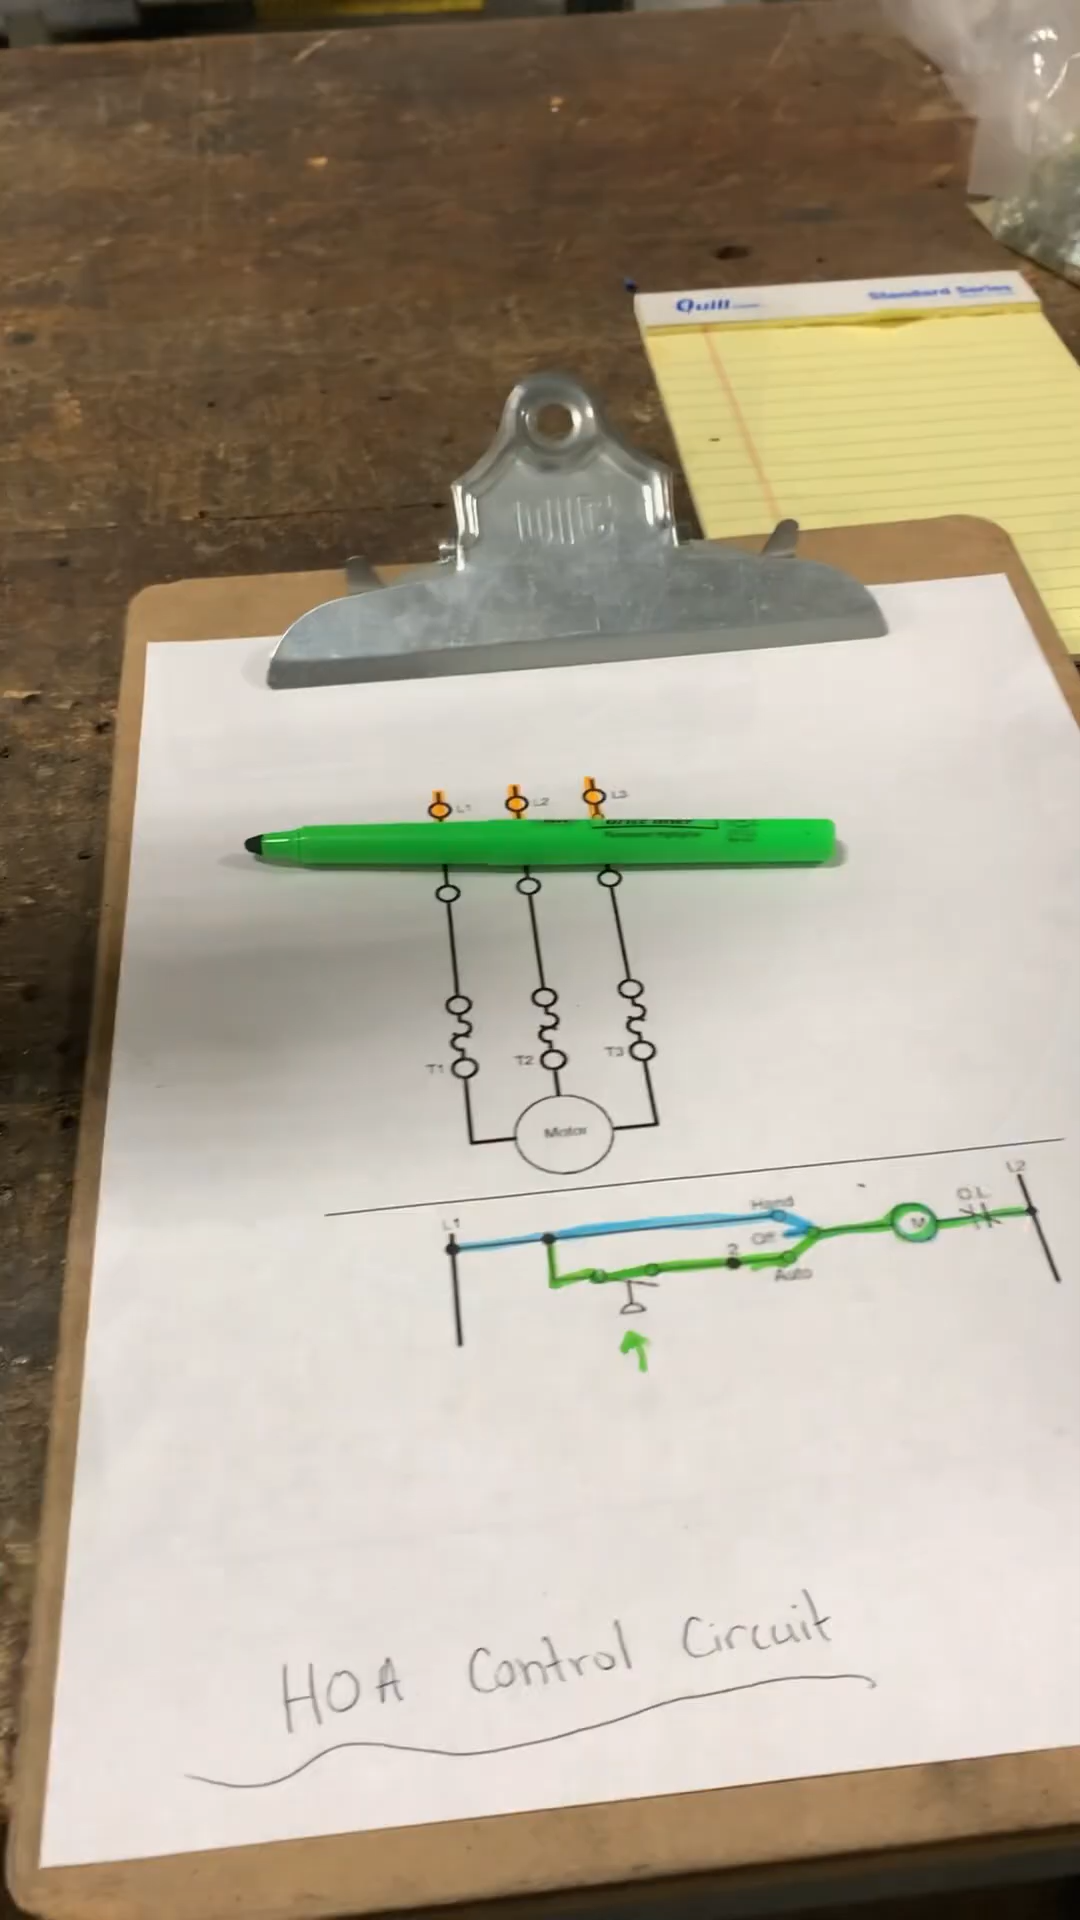 Quill
Standard Series
L1
L2
L3
T1
T2
T3
Motor
L1
Hand
Off
2
Auto
M
O.L.
L2
HOA Control Circuit